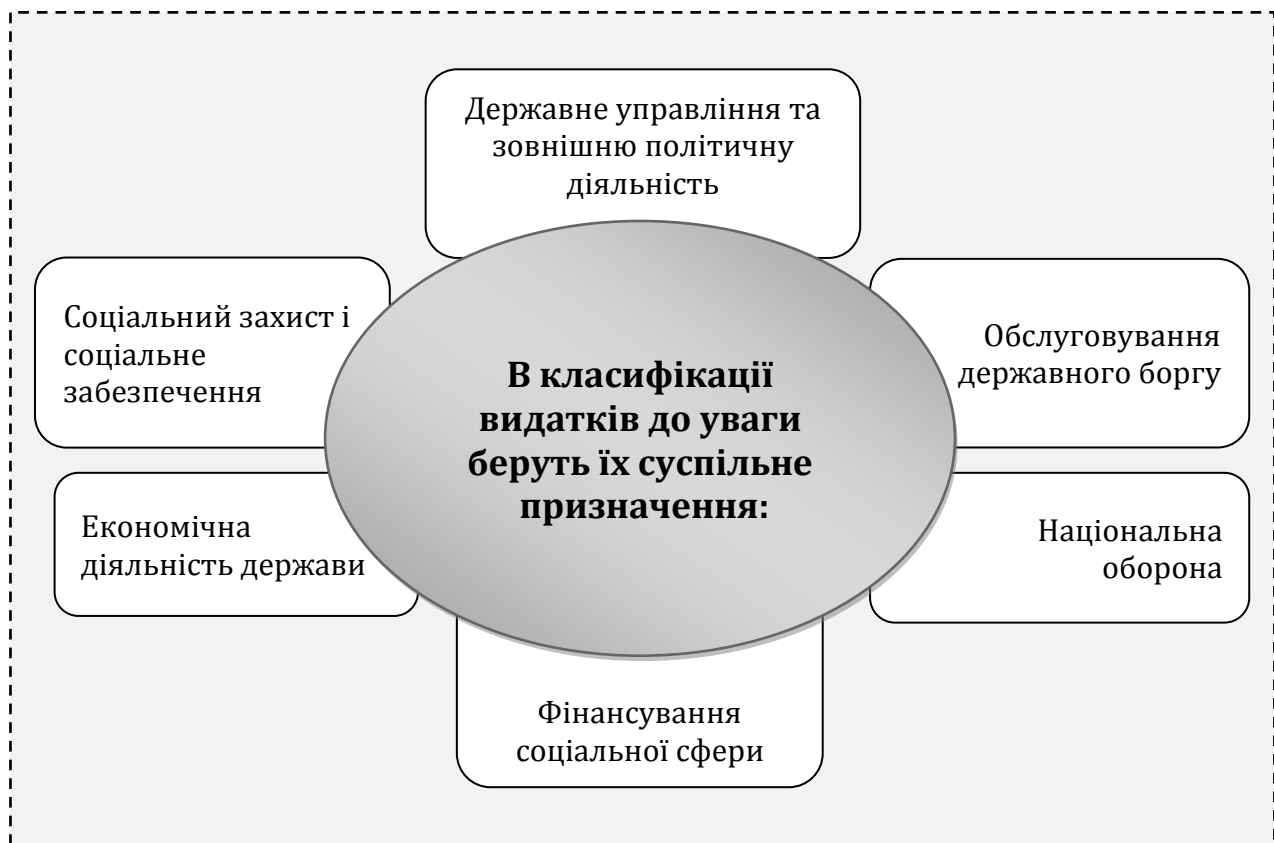 Державне управління та
зовнішню політичну
діяльність
Соціальний захист і
соціальне
забезпечення
Обслуговування
державного боргу
В класифікації
видатків до уваги
беруть їх суспільне
призначення:
Економічна
діяльність держави
Національна
оборона
Фінансування
соціальної сфери